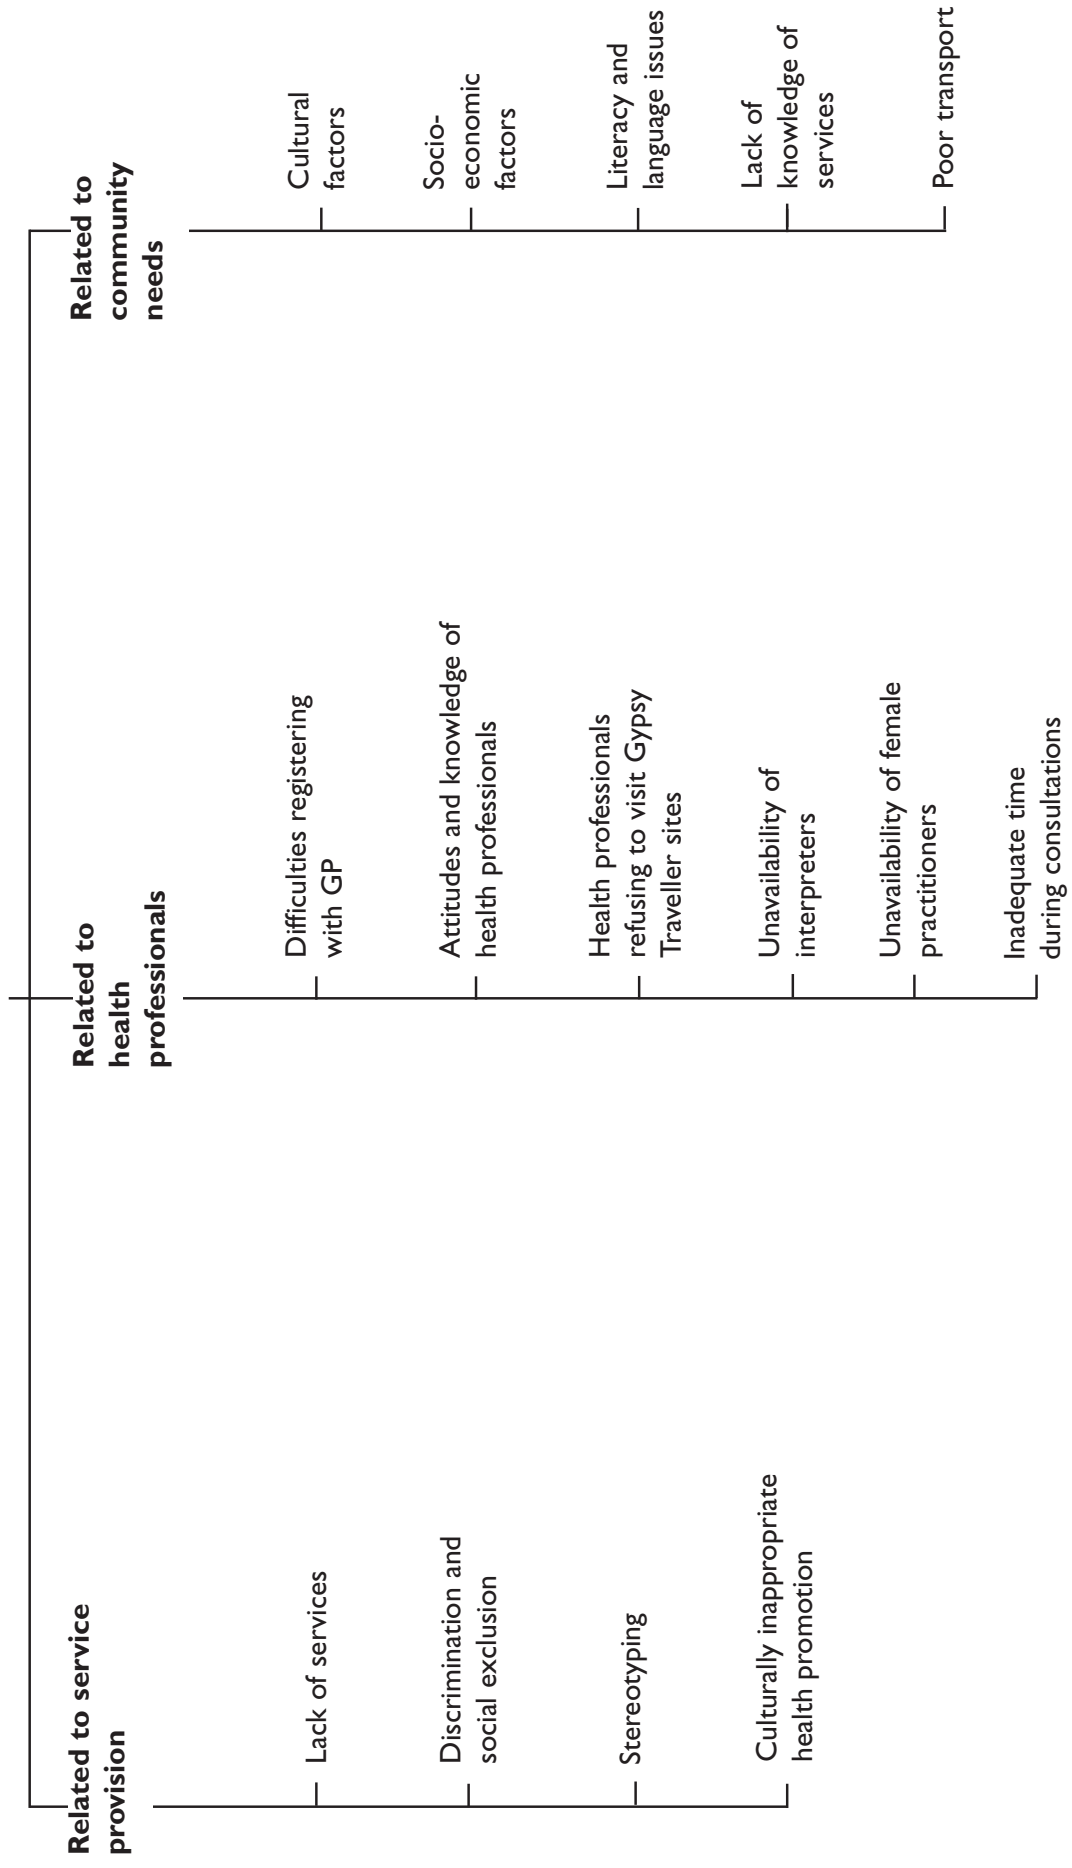 Related to service
provision
Lack of services
Discrimination and
social exclusion
Stereotyping
Culturally inappropriate
health promotion
Related to
health
professionals
Difficulties registering
with GP
Attitudes and knowledge of
health professionals
Health professionals
refusing to visit Gypsy
Traveller sites
Unavailability of
interpreters
Unavailability of female
practitioners
Inadequate time
during consultations
Related to
community
needs
Cultural
factors
Socio-
economic
factors
Literacy and
language issues
Lack of
knowledge of
services
Poor transport